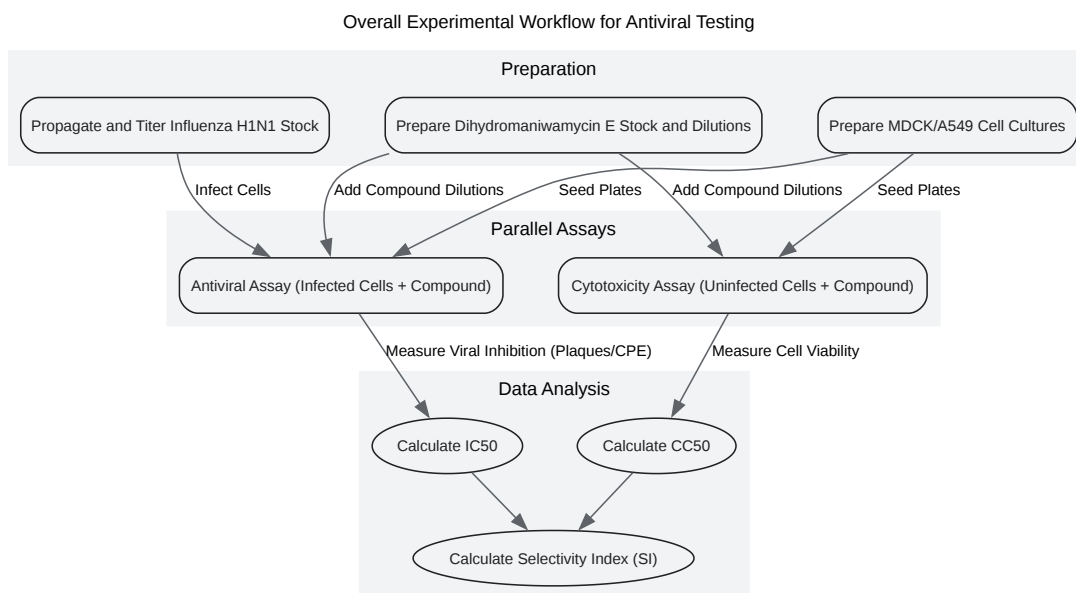 Overall Experimental Workflow for Antiviral Testing
Preparation
Propagate and Titer Influenza H1N1 Stock
Prepare Dihydromaniwamycin E Stock and Dilutions
Prepare MDCK/A549 Cell Cultures
Infect Cells
Add Compound Dilutions
Seed Plates
Add Compound Dilutions
Seed Plates
Parallel Assays
Antiviral Assay (Infected Cells + Compound)
Cytotoxicity Assay (Uninfected Cells + Compound)
Measure Viral Inhibition (Plaques/CPE)
Measure Cell Viability
Data Analysis
Calculate IC50
Calculate CC50
Calculate Selectivity Index (SI)